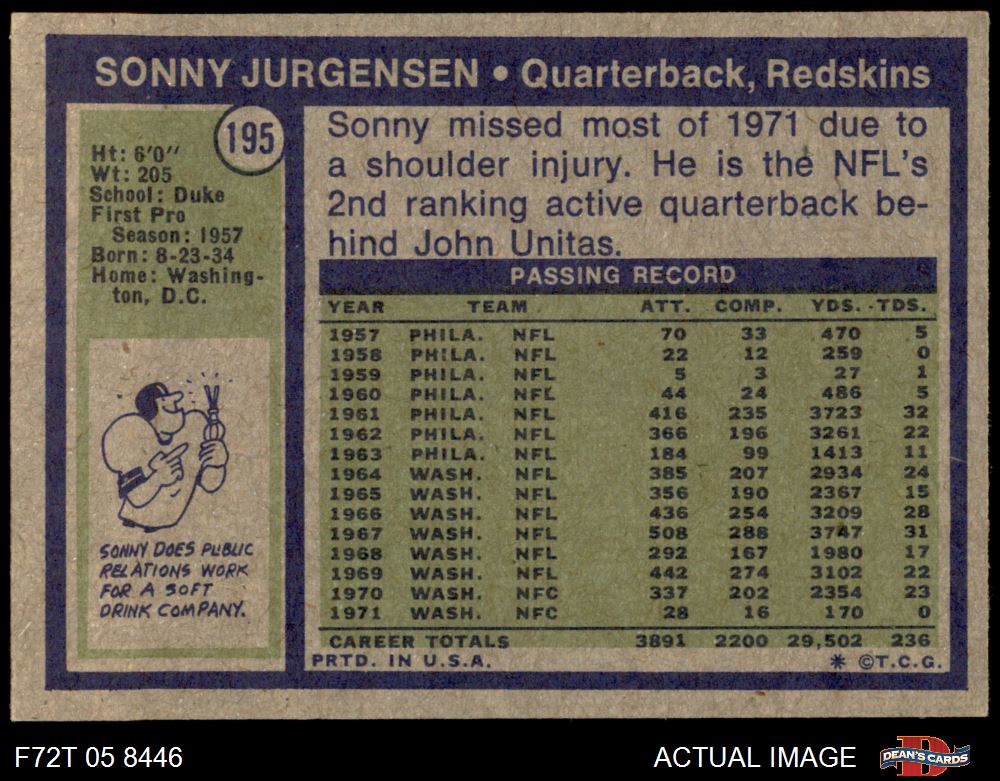 SONNY JURGENSEN • Quarterback, Redskins
195
Ht: 6'0"
Wt: 205
School: Duke
First Pro
Season: 1957
Born: 8-23-34
Home: Washing-
ton, D.C.
SONNY DOES PUBLIC
RELATIONS WORK
FOR A SOFT
DRINK COMPANY.
Sonny missed most of 1971 due to
a shoulder injury. He is the NFL's
2nd ranking active quarterback be-
hind John Unitas.
PASSING RECORD
YEAR TEAM ATT. COMP. YDS. TDS.
1957 PHILA. NFL 70 33 470 5
1958 PHILA. NFL 22 12 259 0
1959 PHILA. NFL 5 3 27 1
1960 PHILA. NFL 44 24 486 5
1961 PHILA. NFL 416 235 3723 32
1962 PHILA. NFL 366 196 3261 22
1963 PHILA. NFL 184 99 1413 11
1964 WASH. NFL 385 207 2934 24
1965 WASH. NFL 356 190 2367 15
1966 WASH. NFL 436 254 3209 28
1967 WASH. NFL 508 288 3747 31
1968 WASH. NFL 292 167 1980 17
1969 WASH. NFL 442 274 3102 22
1970 WASH. NFC 337 202 2354 23
1971 WASH. NFC 28 16 170 0
CAREER TOTALS 3891 2200 29,502 236
PRTD. IN U.S.A. * ©T.C.G.
F72T 05 8446 ACTUAL IMAGE DEAN'S CARDS